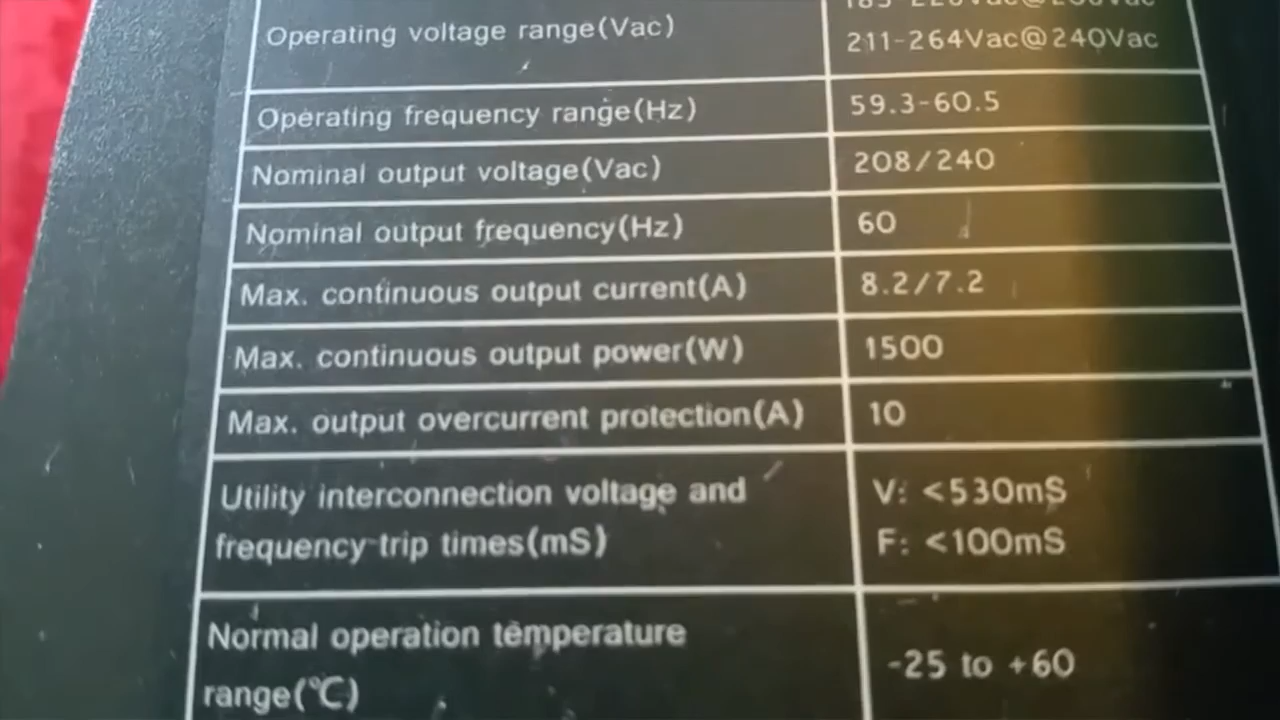 Operating voltage range(Vac)
211-264Vac@240Vac
Operating frequency range(Hz)
59.3-60.5
Nominal output voltage(Vac)
208/240
Nominal output frequency(Hz)
60
Max. continuous output current(A)
8.2/7.2
Max. continuous output power(W)
1500
Max. output overcurrent protection(A)
10
Utility interconnection voltage and
frequency trip times(mS)
V: <530mS
F: <100mS
Normal operation temperature
range(℃)
-25 to +60